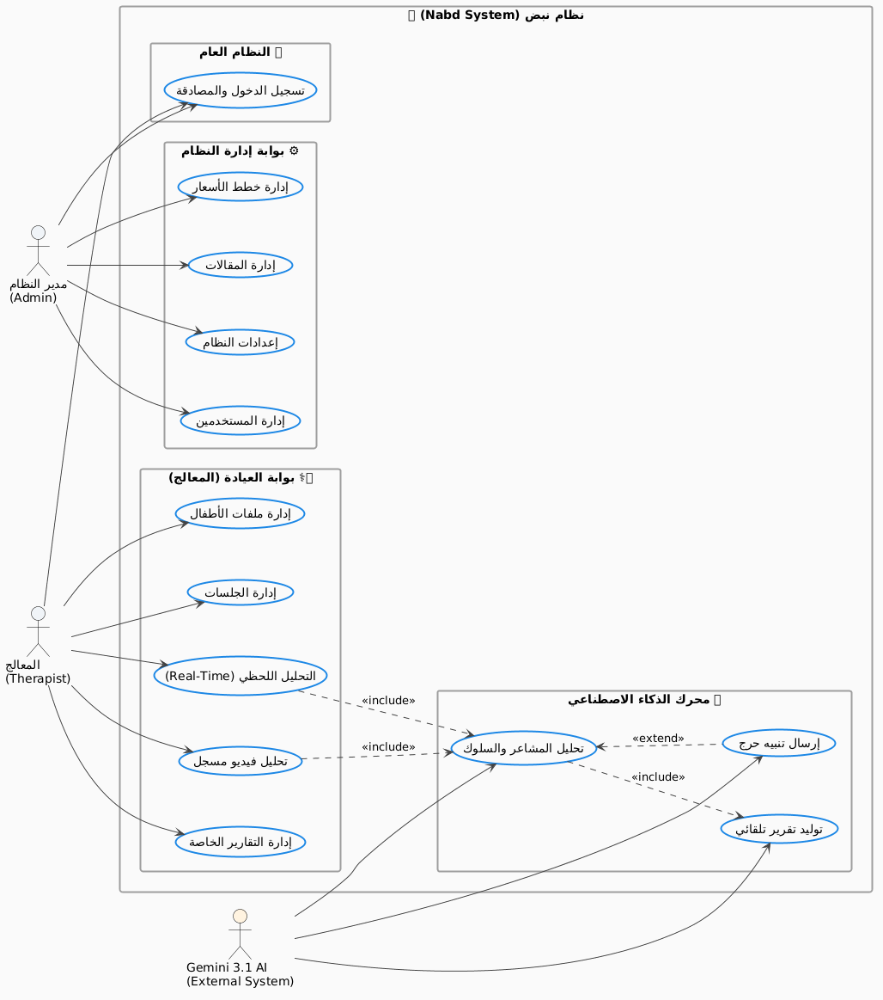 نظام نبض (Nabd System)
النظام العام
تسجيل الدخول والمصادقة
بوابة إدارة النظام
إدارة خطط الأسعار
إدارة المقالات
إعدادات النظام
إدارة المستخدمين
مدير النظام
(Admin)
بوابة العيادة (المعالج)
إدارة ملفات الأطفال
إدارة الجلسات
التحليل اللحظي (Real-Time)
تحليل فيديو مسجل
إدارة التقارير الخاصة
المعالج
(Therapist)
«include»
«include»
محرك الذكاء الاصطناعي
تحليل المشاعر والسلوك
«extend»
إرسال تنبيه حرج
«include»
توليد تقرير تلقائي
Gemini 3.1 AI
(External System)